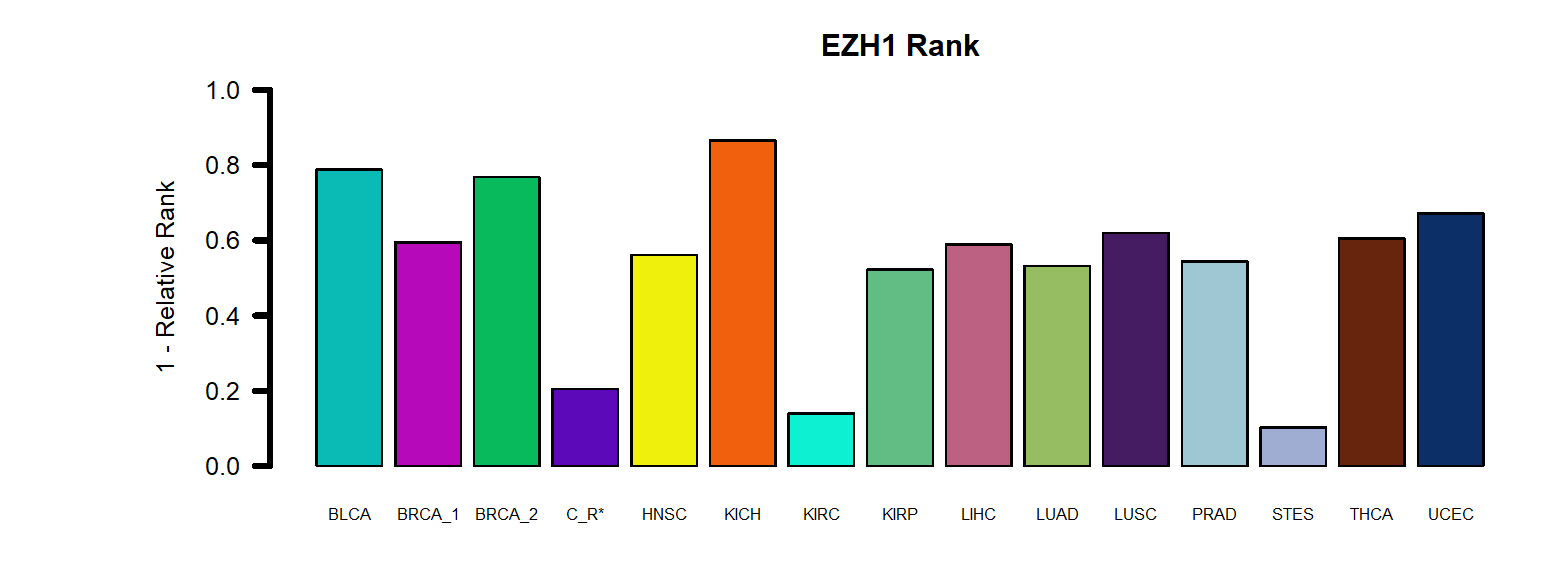 EZH1 Rank
1 - Relative Rank
1.0
0.8
0.6
0.4
0.2
0.0
BLCA BRCA_1 BRCA_2 C_R* HNSC KICH KIRC KIRP LIHC LUAD LUSC PRAD STES THCA UCEC